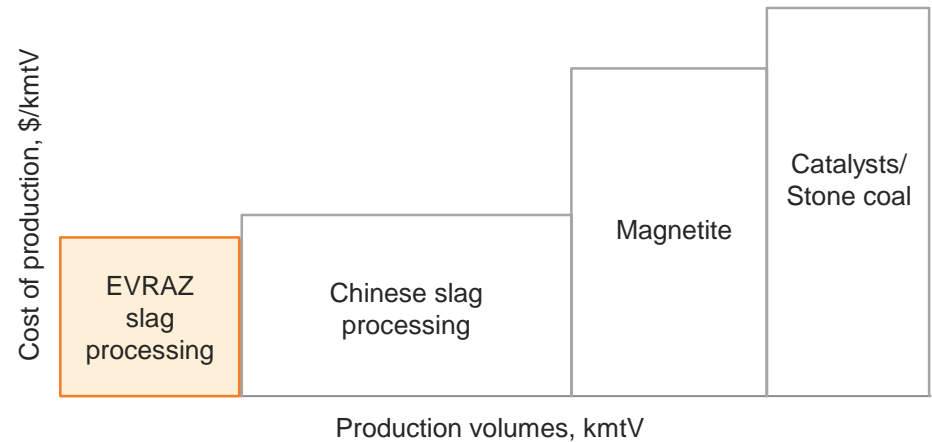 Cost of production, $/kmtV
EVRAZ
slag
processing
Chinese slag
processing
Magnetite
Catalysts/
Stone coal
Production volumes, kmtV